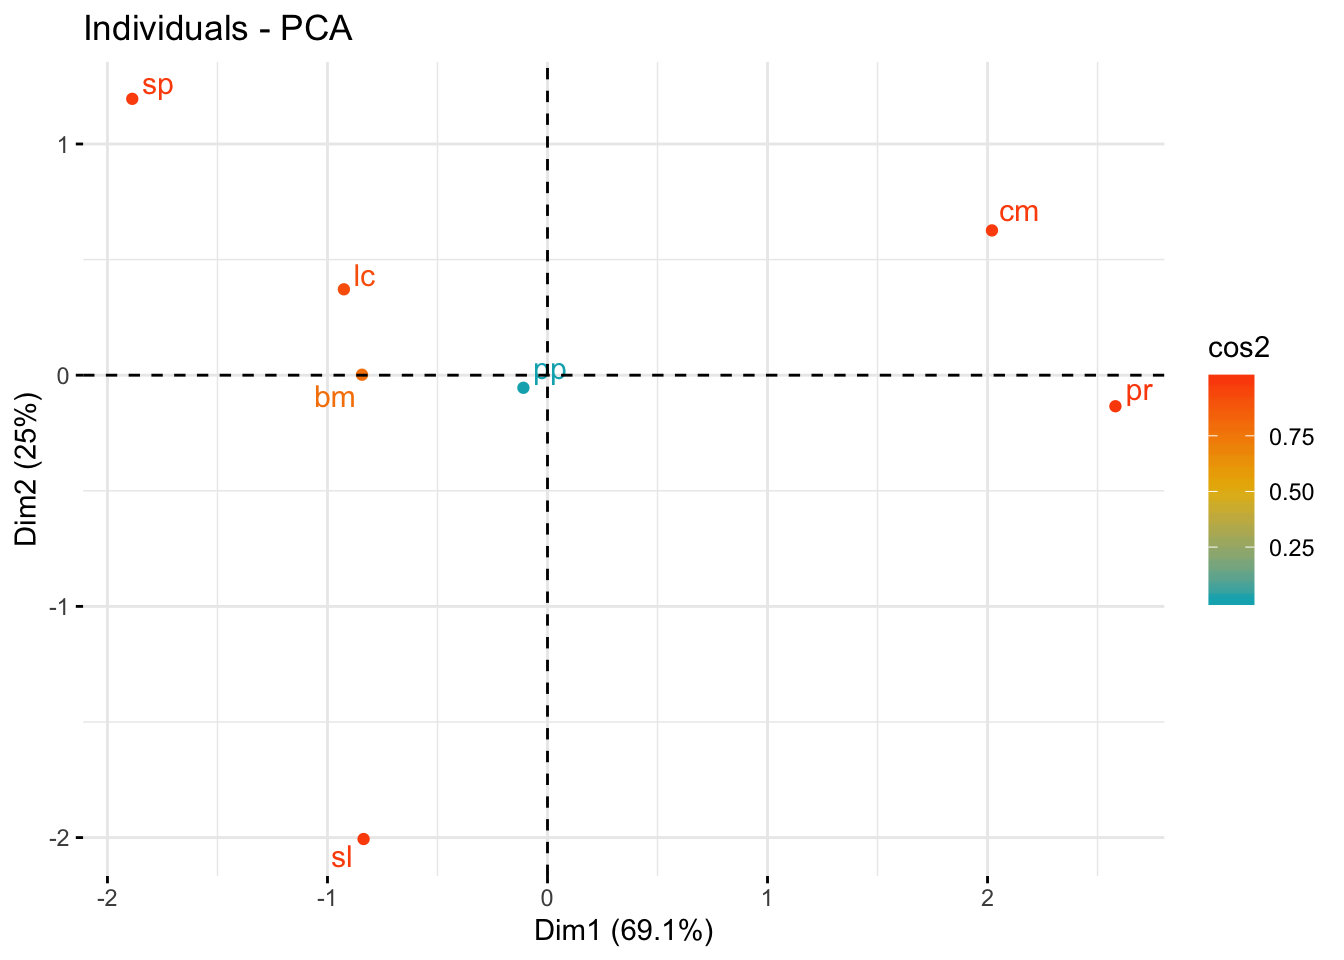 Individuals - PCA
sp
cm
lc
pp
bm
pr
sl
1
0
-1
-2
Dim2 (25%)
-2
-1
0
1
2
Dim1 (69.1%)
cos2
0.75
0.50
0.25